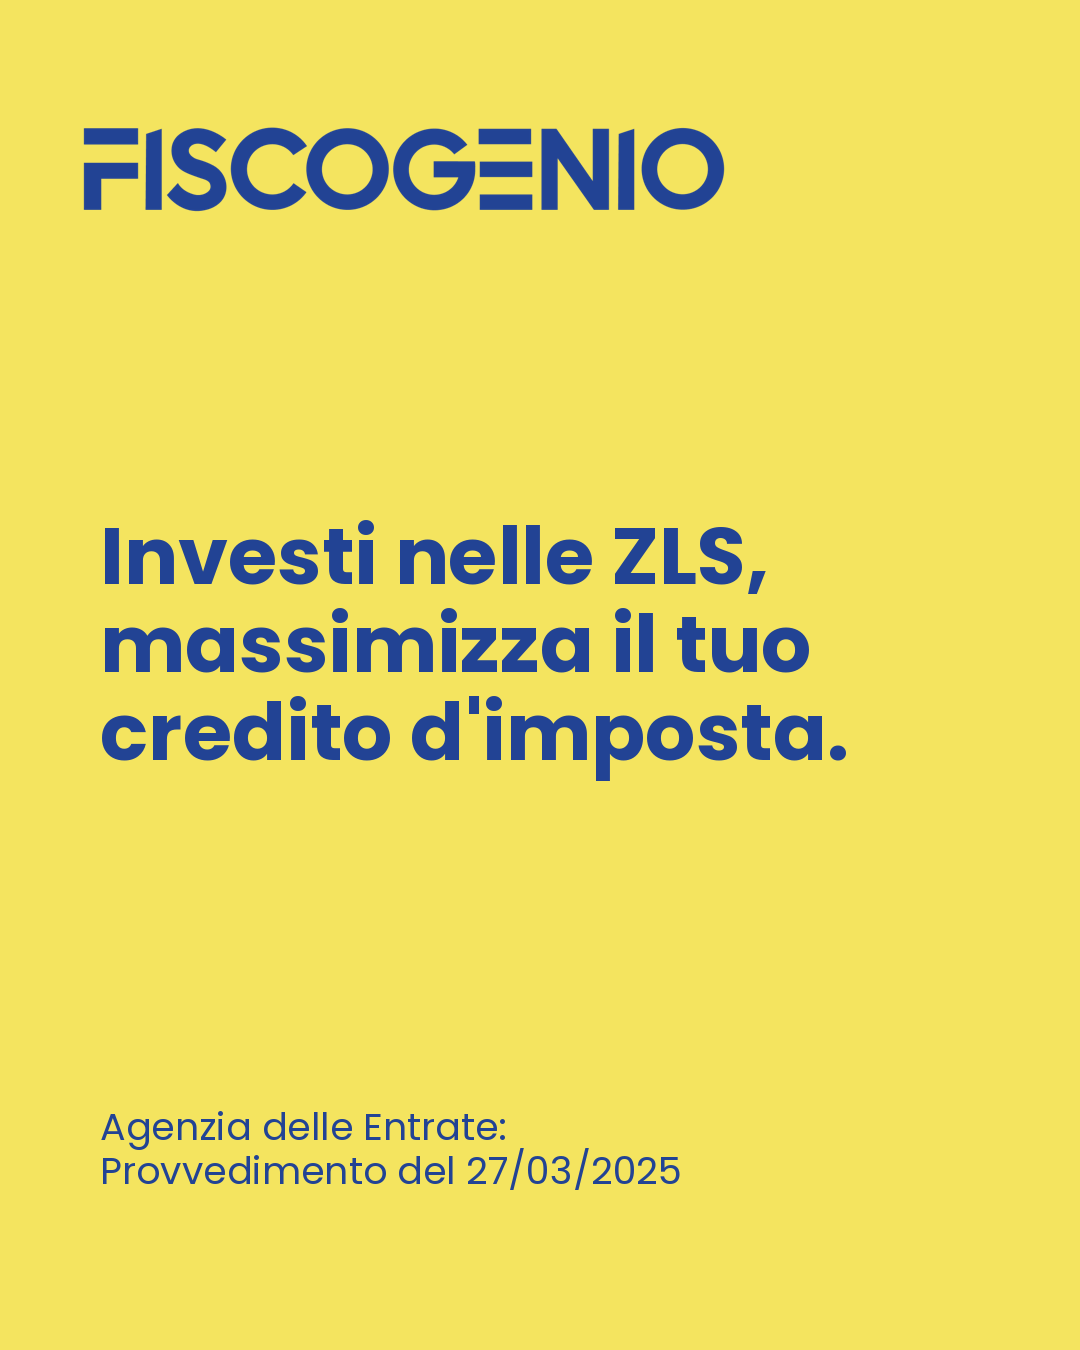 FISCOGENIO
Investi nelle ZLS,
massimizza il tuo
credito d'imposta.
Agenzia delle Entrate:
Provvedimento del 27/03/2025